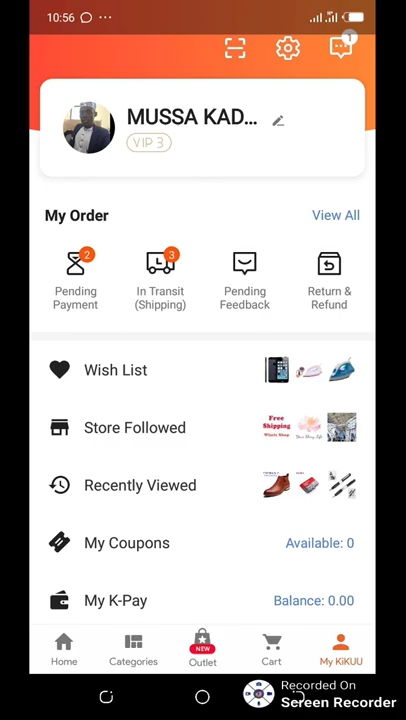 10:56
1
MUSSA KAD...
VIP 3
My Order
View All
2
3
Pending
Payment
In Transit
(Shipping)
Pending
Feedback
Return &
Refund
Wish List
Store Followed
Free
Shipping
Recently Viewed
My Coupons
Available: 0
My K-Pay
Balance: 0.00
NEW
Home
Categories
Outlet
Cart
My KiKUU
Recorded On
Screen Recorder